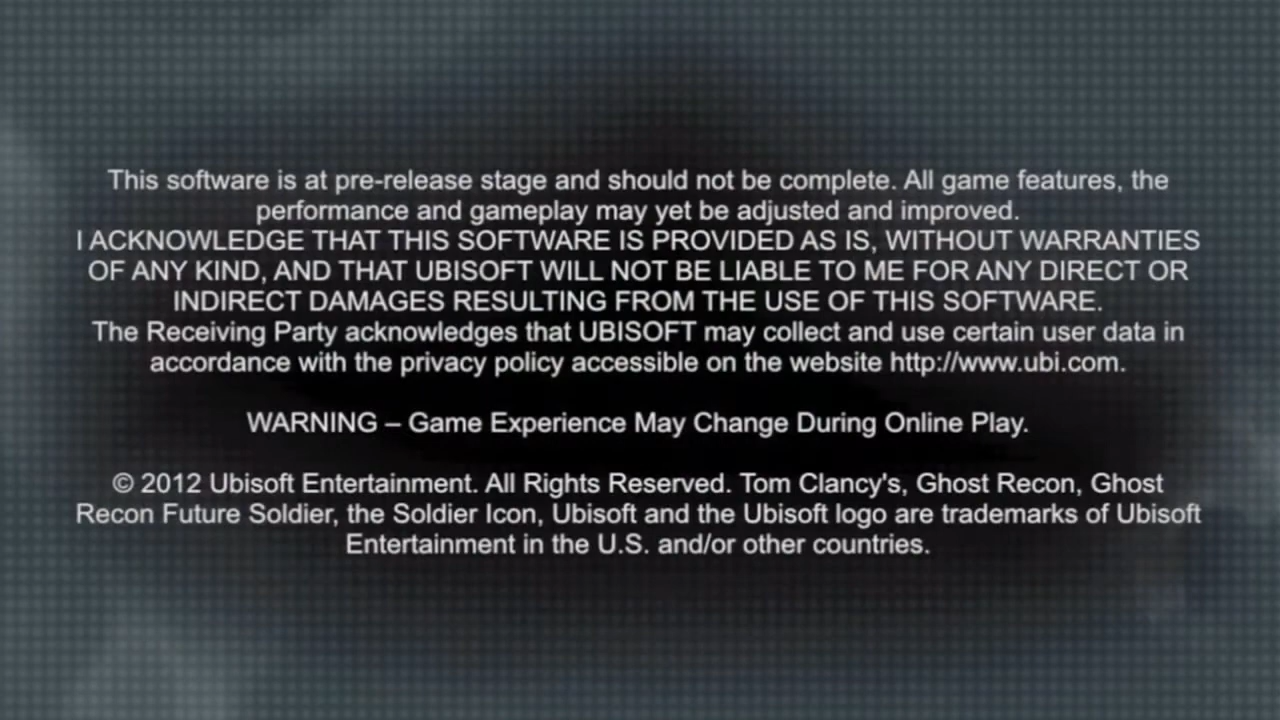 This software is at pre-release stage and should not be complete. All game features, the
performance and gameplay may yet be adjusted and improved.
I ACKNOWLEDGE THAT THIS SOFTWARE IS PROVIDED AS IS, WITHOUT WARRANTIES
OF ANY KIND, AND THAT UBISOFT WILL NOT BE LIABLE TO ME FOR ANY DIRECT OR
INDIRECT DAMAGES RESULTING FROM THE USE OF THIS SOFTWARE.
The Receiving Party acknowledges that UBISOFT may collect and use certain user data in
accordance with the privacy policy accessible on the website http://www.ubi.com.
WARNING – Game Experience May Change During Online Play.
© 2012 Ubisoft Entertainment. All Rights Reserved. Tom Clancy's, Ghost Recon, Ghost
Recon Future Soldier, the Soldier Icon, Ubisoft and the Ubisoft logo are trademarks of Ubisoft
Entertainment in the U.S. and/or other countries.